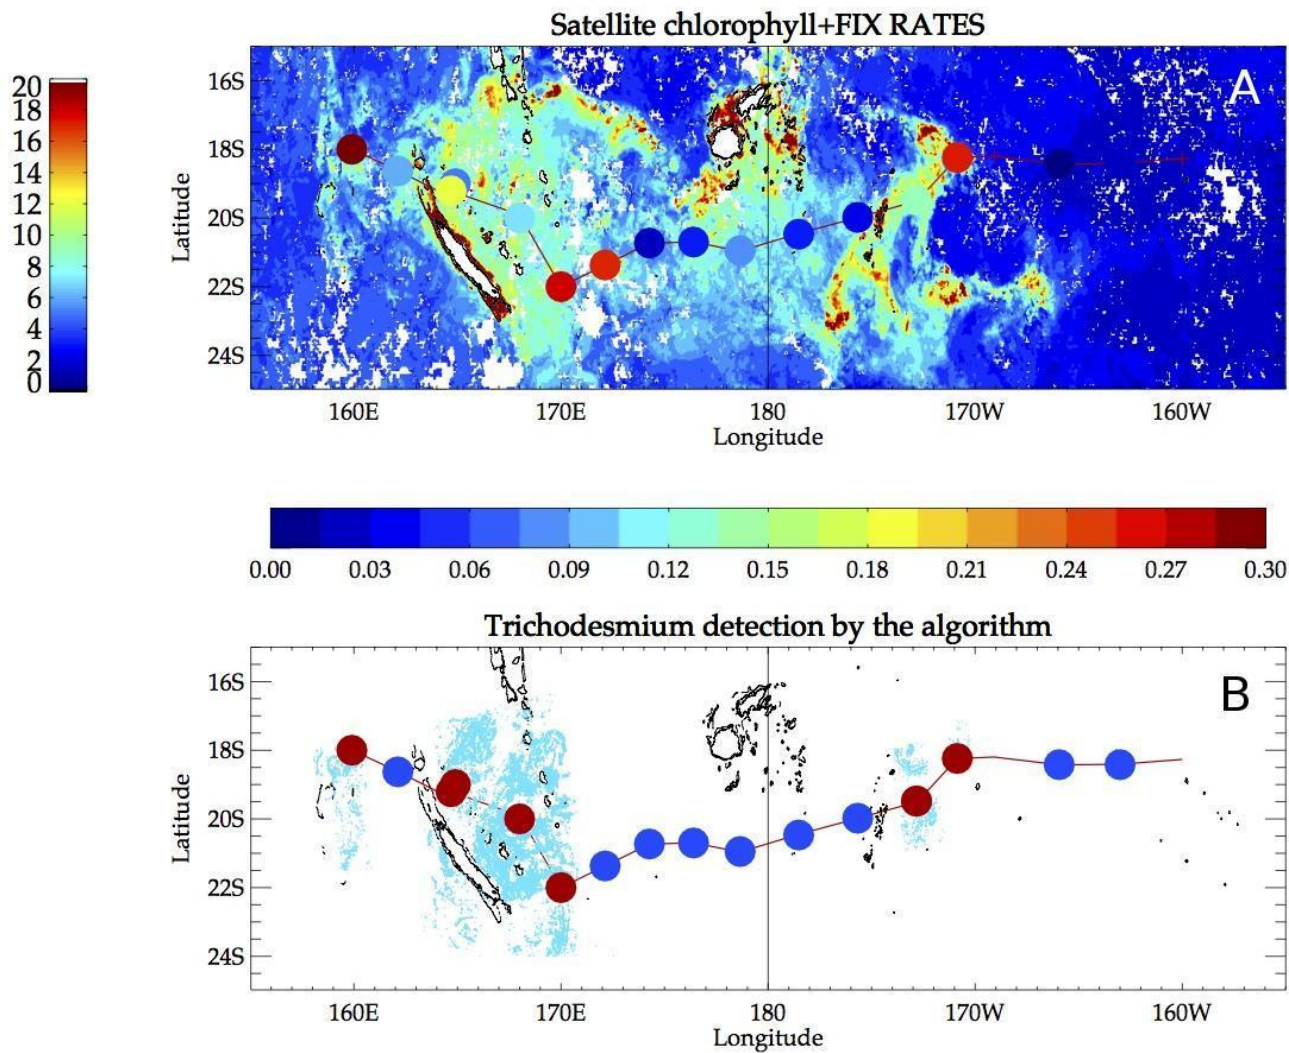 Satellite chlorophyll+FIX RATES
A
20
18
16
14
12
10
8
6
4
2
0
Latitude
16S
18S
20S
22S
24S
160E 170E 180 170W 160W
Longitude
0.00 0.03 0.06 0.09 0.12 0.15 0.18 0.21 0.24 0.27 0.30
Trichodesmium detection by the algorithm
B
Latitude
16S
18S
20S
22S
24S
160E 170E 180 170W 160W
Longitude